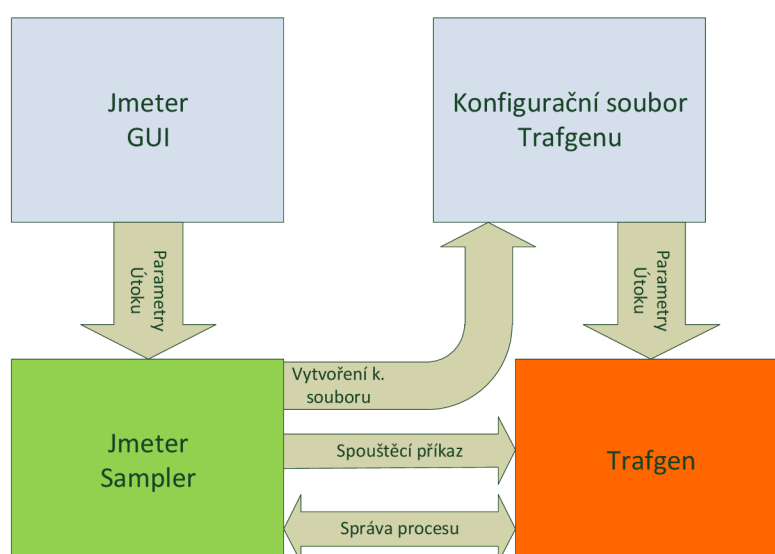 Jmeter
GUI
Konfigurační soubor
Trafgenu
Parametry
Útoku
Parametry
Útoku
Vytvoření k.
souboru
Jmeter
Sampler
Spouštěcí příkaz
Trafgen
Správa procesu